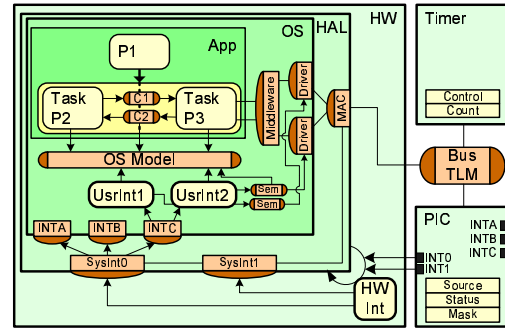 HW
HAL
OS
App
P1
Task
P2
C1
C2
Task
P3
Middleware
Driver
Driver
MAC
OS Model
UsrInt1
UsrInt2
Sem
Sem
INTA
INTB
INTC
SysInt0
SysInt1
HW
Int
Timer
Control
Count
Bus
TLM
PIC
INTA
INTB
INTC
INT0
INT1
Source
Status
Mask